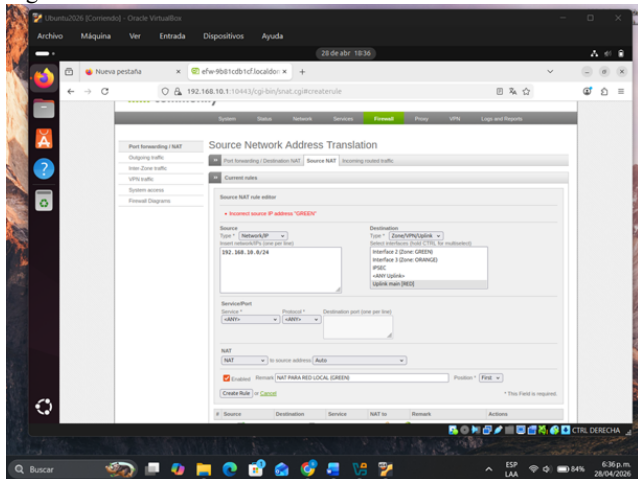 Ubuntu2026 [Corriendo] - Oracle VirtualBox
Archivo Máquina Ver Entrada Dispositivos Ayuda
28 de abr 18:36
Nueva pestaña
efw-9b81cdb1cf.localdor
192.168.10.1:10443/cgi-bin/snat.cgi#createrule
System Status Network Services Firewall Proxy VPN Logs and Reports
Port forwarding / NAT
Outgoing traffic
Inter-Zone traffic
VPN traffic
System access
Firewall Diagrams
Source Network Address Translation
Port forwarding / Destination NAT Source NAT Incoming routed traffic
Current rules
Source NAT rule editor
Incorrect source IP address "GREEN"
Source Destination
Type * Network/IP Type * Zone/VPN/Uplink
Insert network/IPs (one per line) Select interfaces (hold CTRL for multiselect)
192.168.10.0/24
Interface 2 (Zone: GREEN)
Interface 3 (Zone: ORANGE)
IPSEC
<ANY Uplink>
Uplink main [RED]
Service/Port
Service * Protocol * Destination port (one per line)
<ANY> <ANY>
NAT
NAT to source address Auto
Enabled Remark NAT PARA RED LOCAL (GREEN) Position * First
Create Rule or Cancel * This Field is required.
# Source Destination Service NAT to Remark Actions
CTRL DERECHA
Buscar
ESP
LAA
84%
6:36 p.m.
28/04/2026